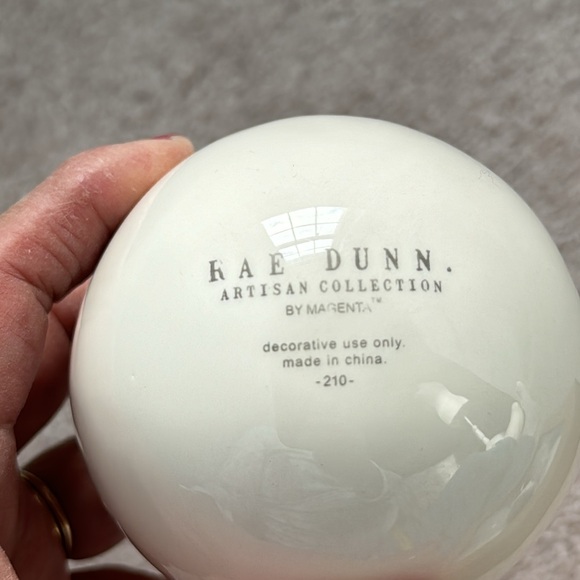 RAE DUNN.
ARTISAN COLLECTION
BY MAGENTA™
decorative use only.
made in china.
-210-